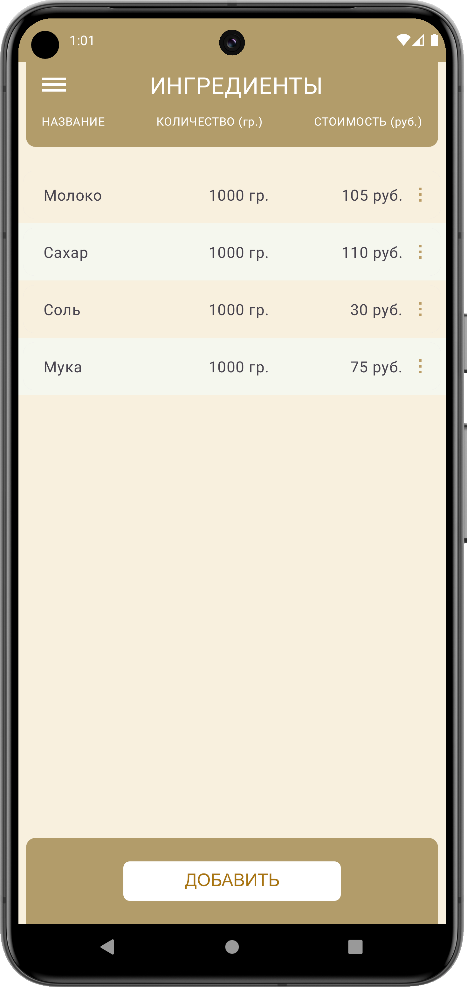 1:01
ИНГРЕДИЕНТЫ
НАЗВАНИЕ КОЛИЧЕСТВО (гр.) СТОИМОСТЬ (руб.)
Молоко 1000 гр. 105 руб.
Сахар 1000 гр. 110 руб.
Соль 1000 гр. 30 руб.
Мука 1000 гр. 75 руб.
ДОБАВИТЬ